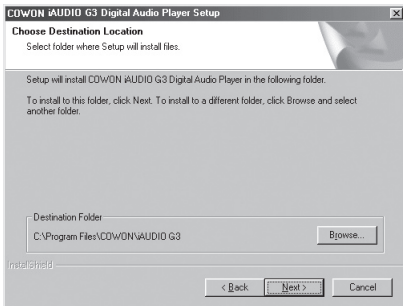 COWON iAUDIO G3 Digital Audio Player Setup
Choose Destination Location
Select folder where Setup will install files.
Setup will install COWON iAUDIO G3 Digital Audio Player in the following folder.
To install to this folder, click Next. To install to a different folder, click Browse and select
another folder.
Destination Folder
C:\Program Files\COWON\iAUDIO G3
Browse...
InstallShield
< Back
Next >
Cancel